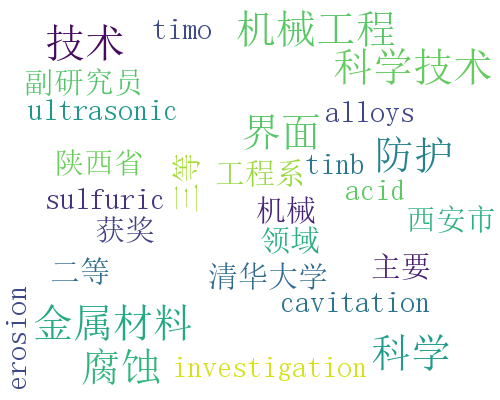 技术 timo 机械工程
副研究员 科学技术
ultrasonic alloys
界面 防护
陕西省 三等 工程系 tinb
sulfuric 机械 acid
获奖 领域 西安市
二等 清华大学 主要
erosion 金属材料 cavitation
腐蚀 investigation 科学